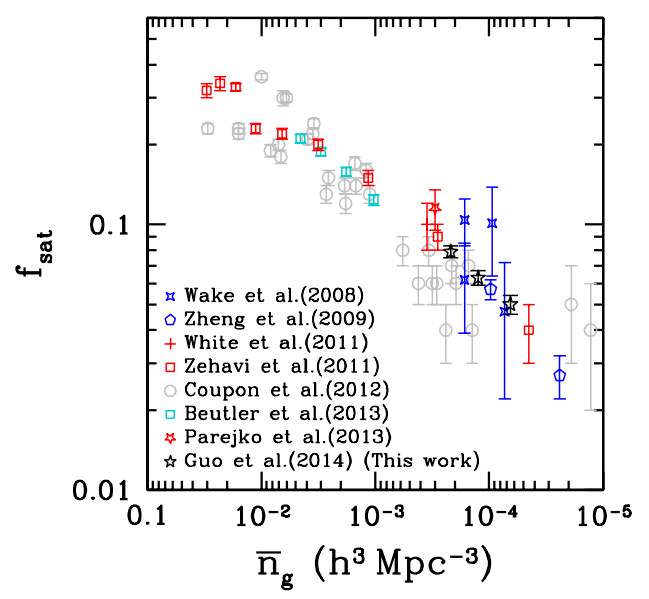 f_sat
0.1
0.01
Wake et al.(2008)
Zheng et al.(2009)
White et al.(2011)
Zehavi et al.(2011)
Coupon et al.(2012)
Beutler et al.(2013)
Parejko et al.(2013)
Guo et al.(2014) (This work)
0.1 10⁻² 10⁻³ 10⁻⁴ 10⁻⁵
n̅_g (h³ Mpc⁻³)